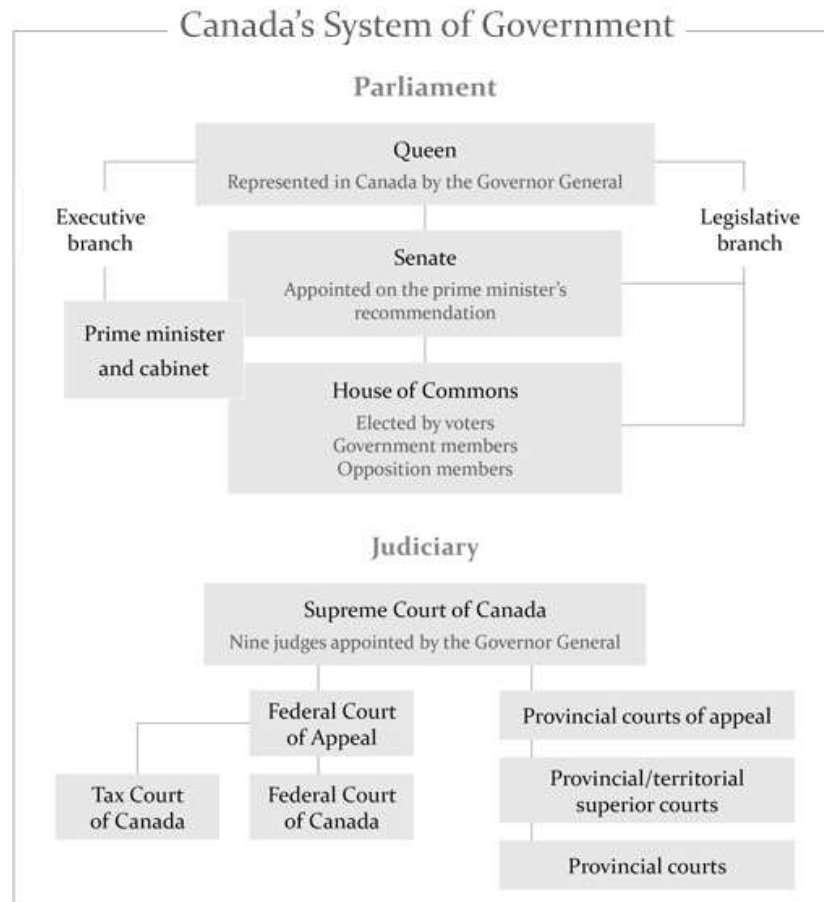 Canada's System of Government
Parliament
Queen
Represented in Canada by the Governor General
Executive
branch
Legislative
branch
Senate
Appointed on the prime minister's
recommendation
Prime minister
and cabinet
House of Commons
Elected by voters
Government members
Opposition members
Judiciary
Supreme Court of Canada
Nine judges appointed by the Governor General
Federal Court
of Appeal
Provincial courts of appeal
Tax Court
of Canada
Federal Court
of Canada
Provincial/territorial
superior courts
Provincial courts